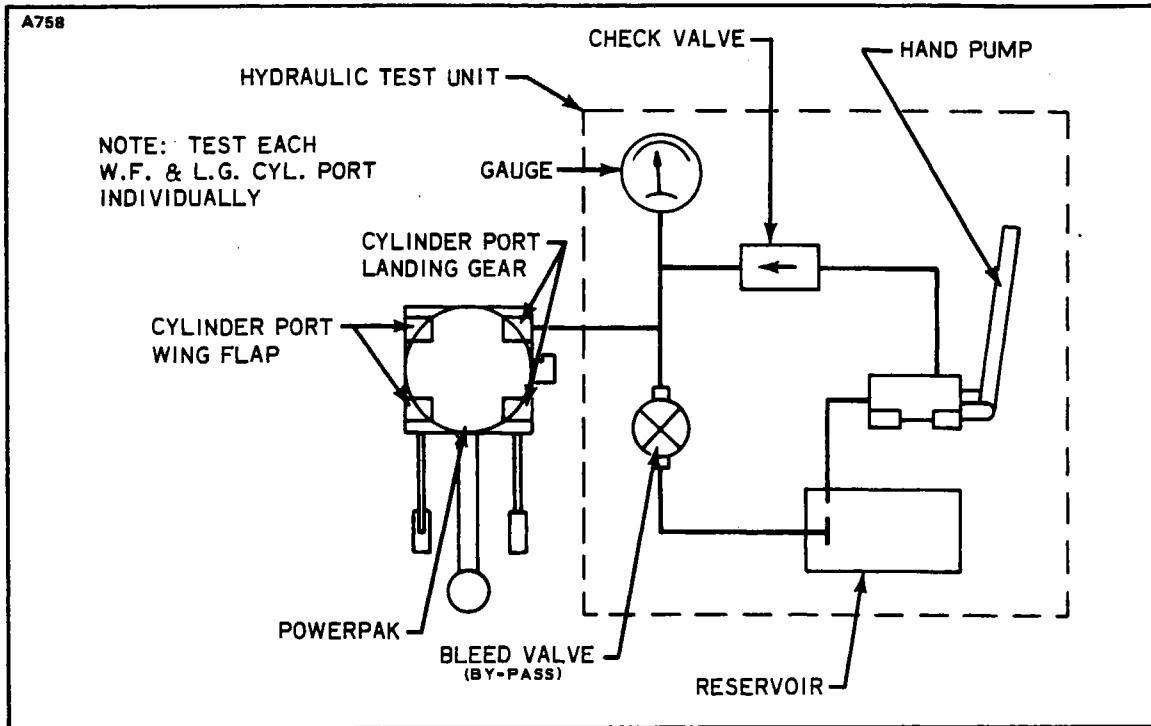 A758
CHECK VALVE
HAND PUMP
HYDRAULIC TEST UNIT
NOTE: TEST EACH
W.F. & L.G. CYL. PORT
INDIVIDUALLY
GAUGE
CYLINDER PORT
LANDING GEAR
CYLINDER PORT
WING FLAP
POWERPAK
BLEED VALVE
(BY-PASS)
RESERVOIR